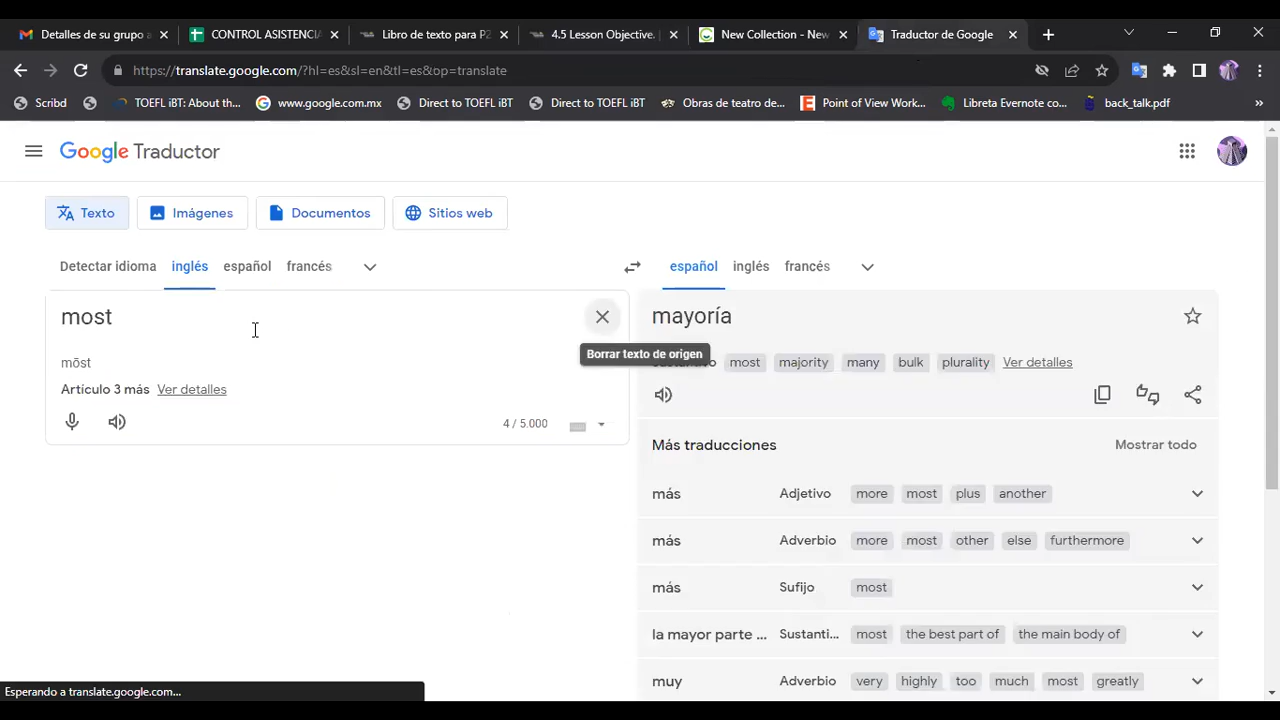 Detalles de su grupo a
CONTROL ASISTENCIA
Libro de texto para P2
4.5 Lesson Objective.
New Collection - New
Traductor de Google
https://translate.google.com/?hl=es&sl=en&tl=es&op=translate
Scribd
TOEFL iBT: About th...
www.google.com.mx
Direct to TOEFL iBT
Direct to TOEFL iBT
Obras de teatro de...
Point of View Work...
Libreta Evernote co...
back_talk.pdf
»
Google Traductor
Texto
Imágenes
Documentos
Sitios web
Detectar idioma
inglés
español
francés
español
inglés
francés
most
mayoría
Borrar texto de origen
mōst
most
majority
many
bulk
plurality
Ver detalles
Artículo 3 más Ver detalles
4 / 5.000
Más traducciones
Mostrar todo
más Adjetivo more most plus another
más Adverbio more most other else furthermore
más Sufijo most
la mayor parte ... Sustanti... most the best part of the main body of
muy Adverbio very highly too much most greatly
Esperando a translate.google.com...